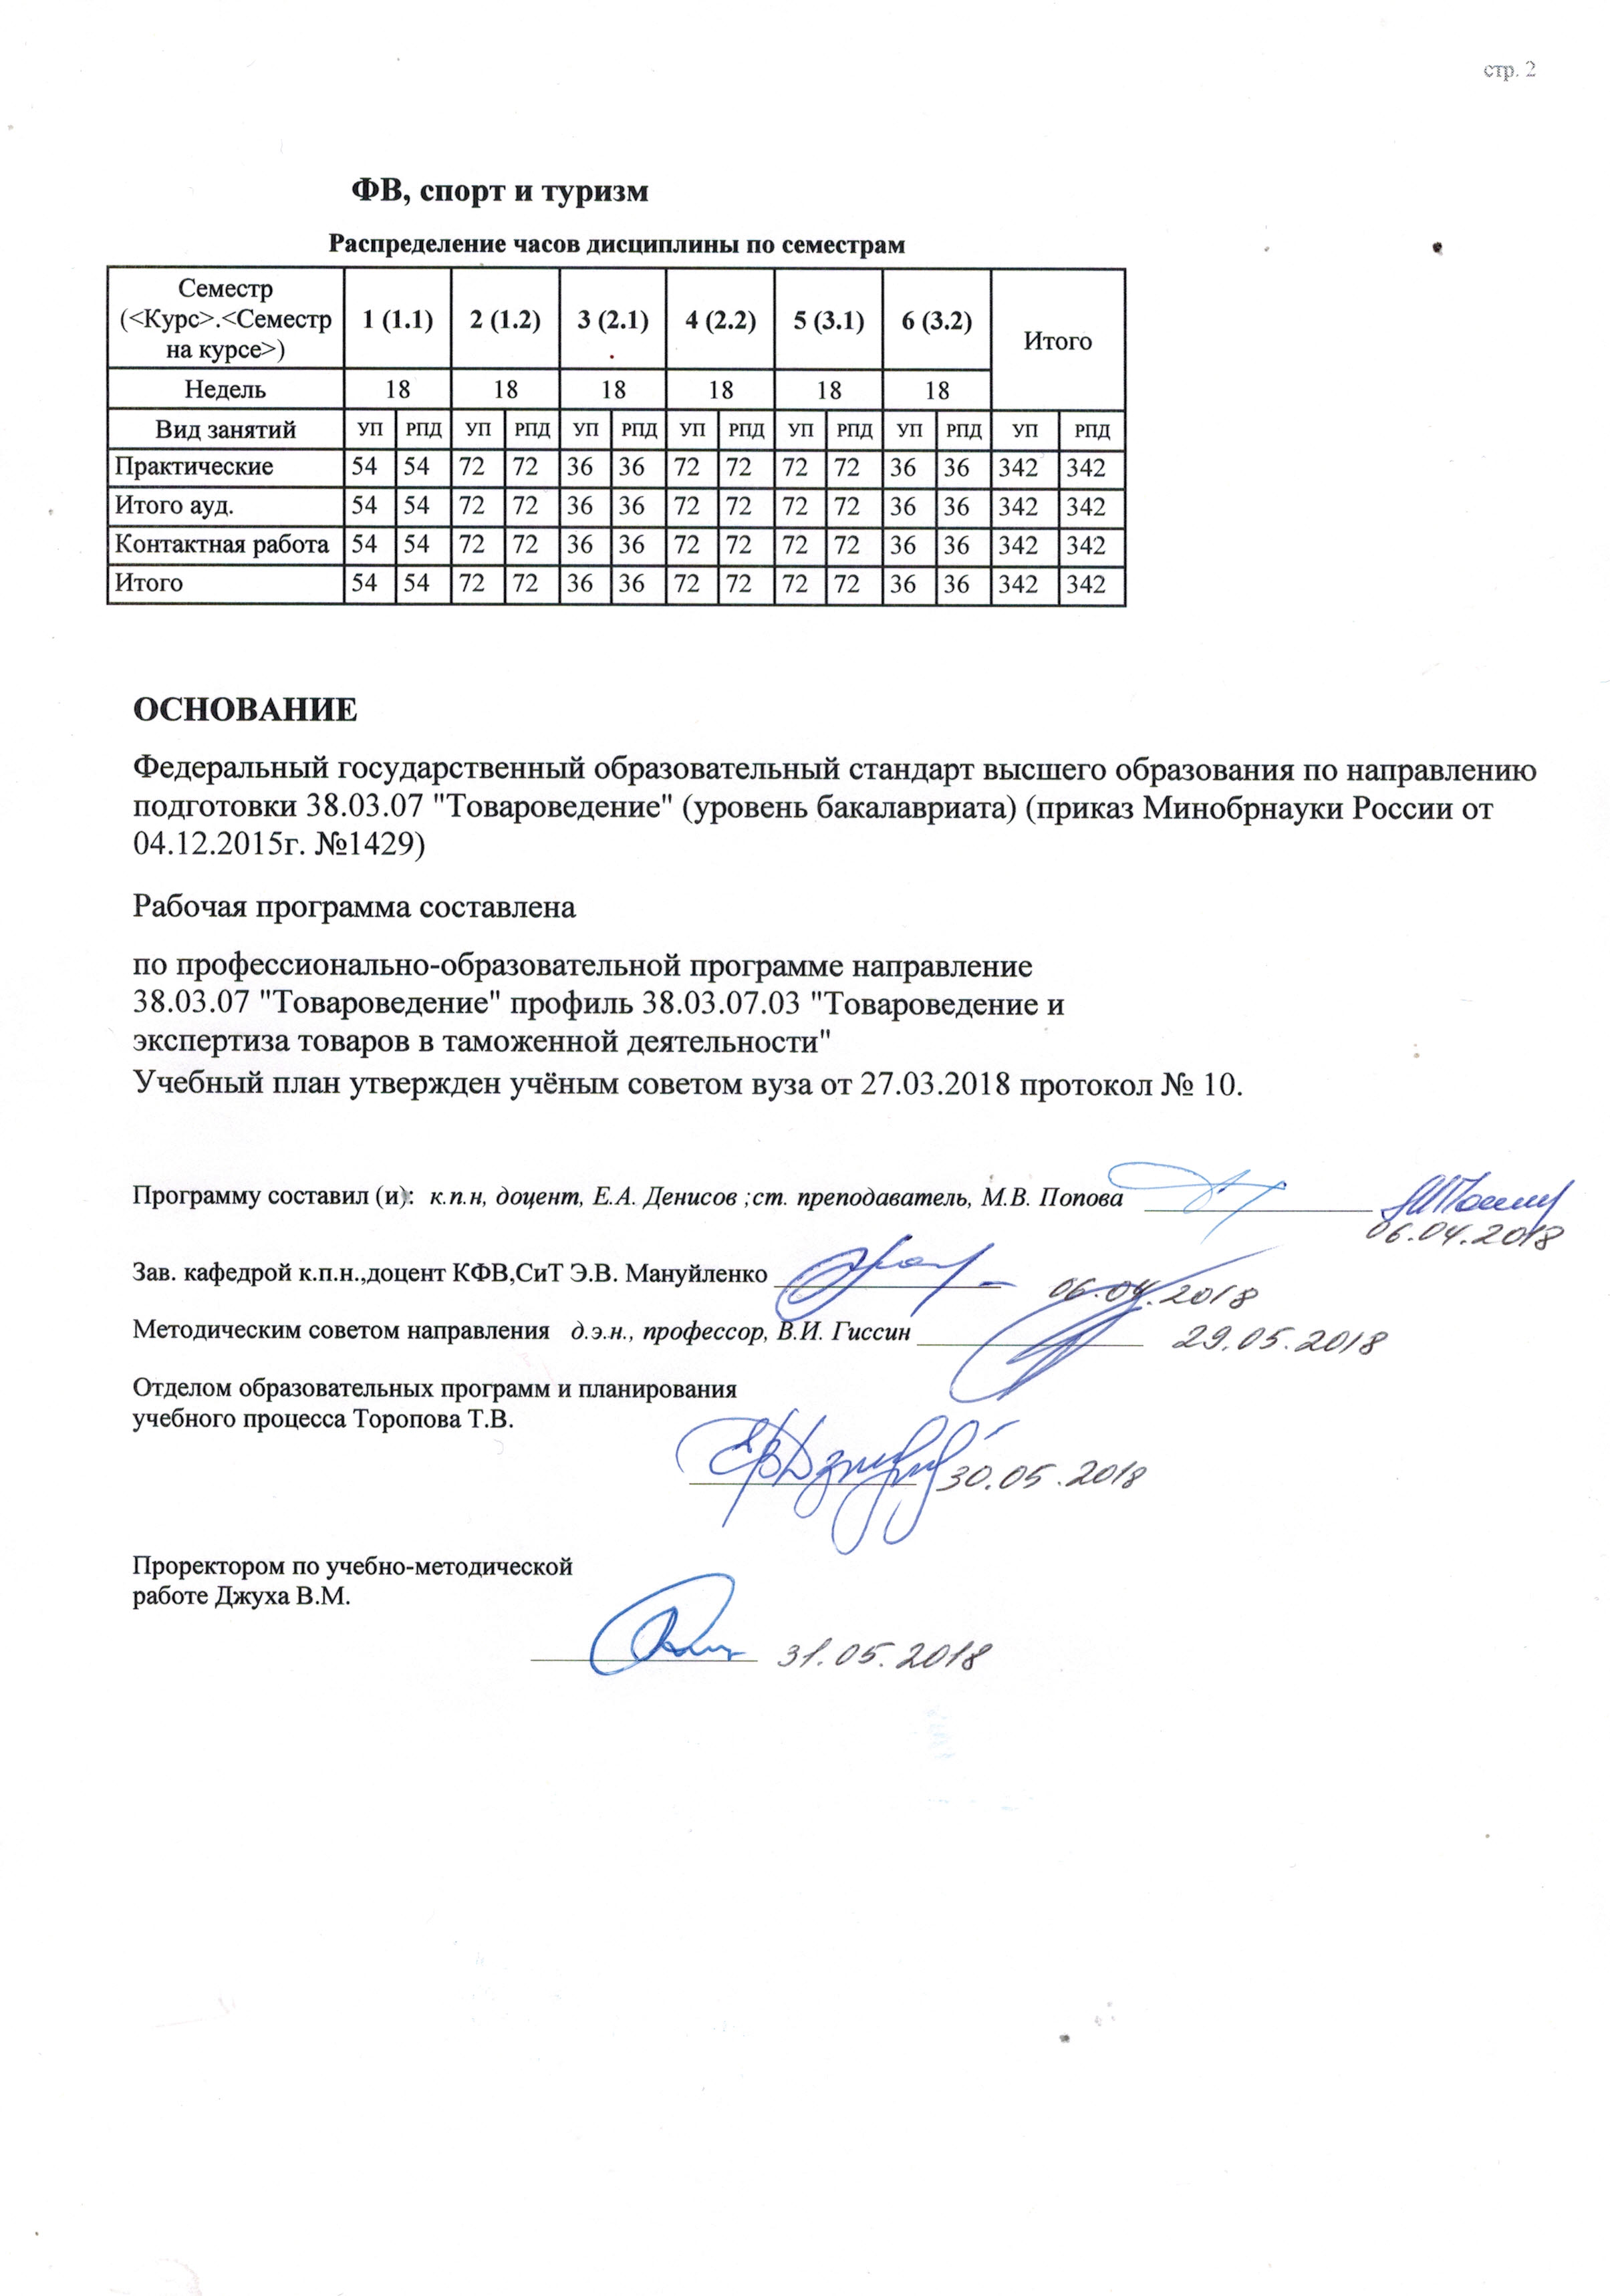 стр. 2
ФВ, спорт и туризм
Распределение часов дисциплины по семестрам
Семестр (<Курс>.<Семестр на курсе>) 1 (1.1) 2 (1.2) 3 (2.1) 4 (2.2) 5 (3.1) 6 (3.2) Итого
Недель 18 18 18 18 18 18
Вид занятий УП РПД УП РПД УП РПД УП РПД УП РПД УП РПД УП РПД
Практические 54 54 72 72 36 36 72 72 72 72 36 36 342 342
Итого ауд. 54 54 72 72 36 36 72 72 72 72 36 36 342 342
Контактная работа 54 54 72 72 36 36 72 72 72 72 36 36 342 342
Итого 54 54 72 72 36 36 72 72 72 72 36 36 342 342
ОСНОВАНИЕ
Федеральный государственный образовательный стандарт высшего образования по направлению
подготовки 38.03.07 "Товароведение" (уровень бакалавриата) (приказ Минобрнауки России от
04.12.2015г. №1429)
Рабочая программа составлена
по профессионально-образовательной программе направление
38.03.07 "Товароведение" профиль 38.03.07.03 "Товароведение и
экспертиза товаров в таможенной деятельности"
Учебный план утвержден учёным советом вуза от 27.03.2018 протокол № 10.
Программу составил (и): к.п.н, доцент, Е.А. Денисов ;ст. преподаватель, М.В. Попова
06.04.2018
Зав. кафедрой к.п.н.,доцент КФВ,СиТ Э.В. Мануйленко 06.04.2018
Методическим советом направления д.э.н., профессор, В.И. Гиссин 29.05.2018
Отделом образовательных программ и планирования
учебного процесса Торопова Т.В.
30.05.2018
Проректором по учебно-методической
работе Джуха В.М.
31.05.2018